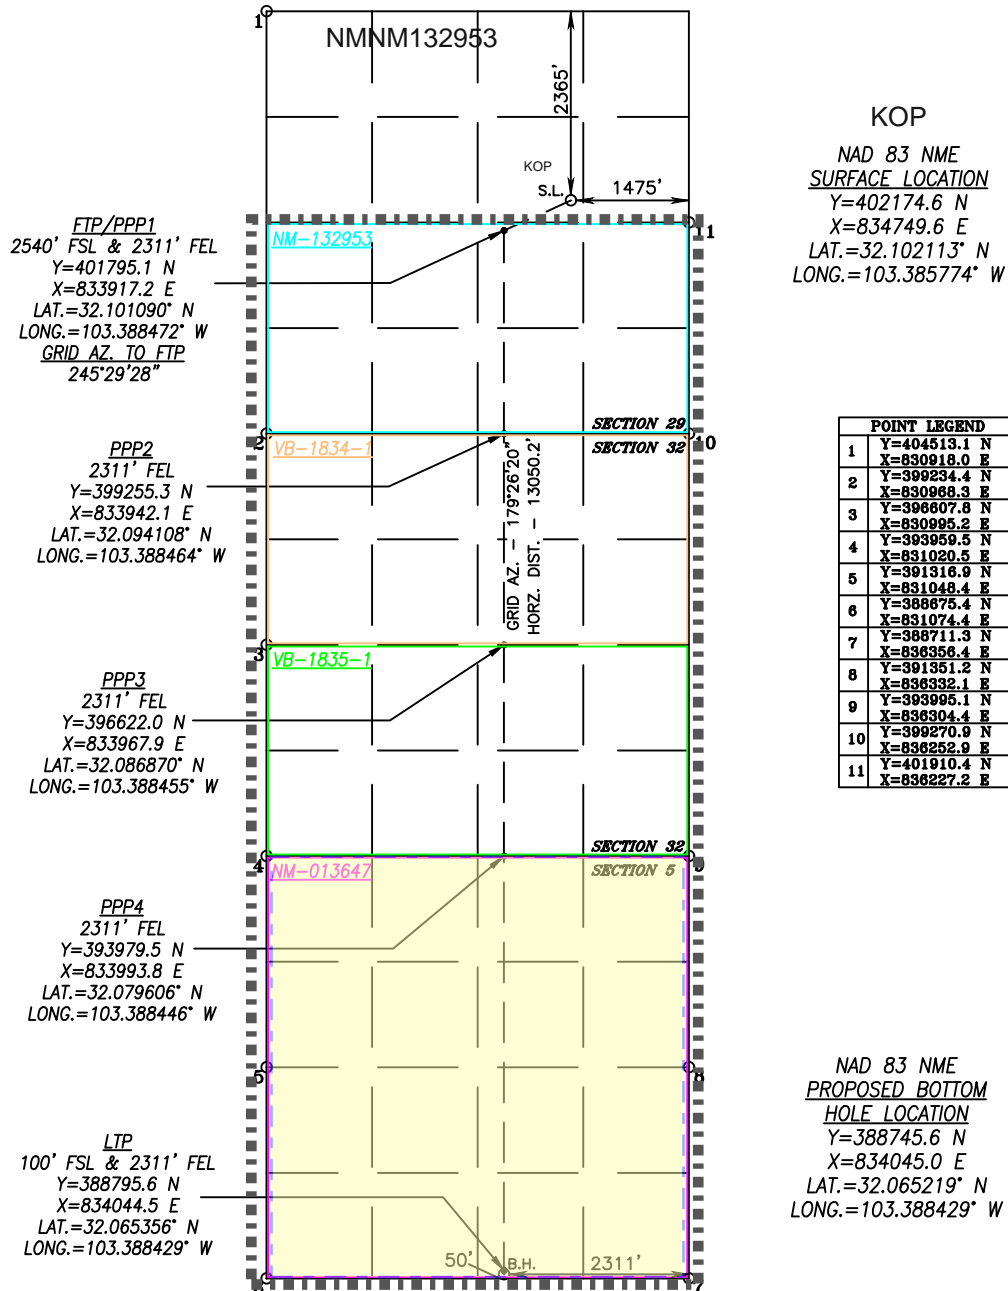 1
NMNM132953
2365'
KOP
S.L.
1475'
KOP
NAD 83 NME
SURFACE LOCATION
Y=402174.6 N
X=834749.6 E
LAT.=32.102113° N
LONG.=103.385774° W
FTP/PPP1
2540' FSL & 2311' FEL
Y=401795.1 N
X=833917.2 E
LAT.=32.101090° N
LONG.=103.388472° W
GRID AZ. TO FTP
245°29'28"
NM-132953
11
SECTION 29
2
10
VB-1834-1
SECTION 32
PPP2
2311' FEL
Y=399255.3 N
X=833942.1 E
LAT.=32.094108° N
LONG.=103.388464° W
GRID AZ. – 179°26'20"
HORZ. DIST. – 13050.2'
POINT LEGEND
1 Y=404513.1 N
X=830918.0 E
2 Y=399234.4 N
X=830968.3 E
3 Y=396607.8 N
X=830995.2 E
4 Y=393959.5 N
X=831020.5 E
5 Y=391316.9 N
X=831048.4 E
6 Y=388675.4 N
X=831074.4 E
7 Y=388711.3 N
X=836356.4 E
8 Y=391351.2 N
X=836332.1 E
9 Y=393995.1 N
X=836304.4 E
10 Y=399270.9 N
X=836252.9 E
11 Y=401910.4 N
X=836227.2 E
3
VB-1835-1
PPP3
2311' FEL
Y=396622.0 N
X=833967.9 E
LAT.=32.086870° N
LONG.=103.388455° W
SECTION 32
4
9
NM-013647
SECTION 5
PPP4
2311' FEL
Y=393979.5 N
X=833993.8 E
LAT.=32.079606° N
LONG.=103.388446° W
5
8
NAD 83 NME
PROPOSED BOTTOM
HOLE LOCATION
Y=388745.6 N
X=834045.0 E
LAT.=32.065219° N
LONG.=103.388429° W
LTP
100' FSL & 2311' FEL
Y=388795.6 N
X=834044.5 E
LAT.=32.065356° N
LONG.=103.388429° W
50'
B.H.
2311'